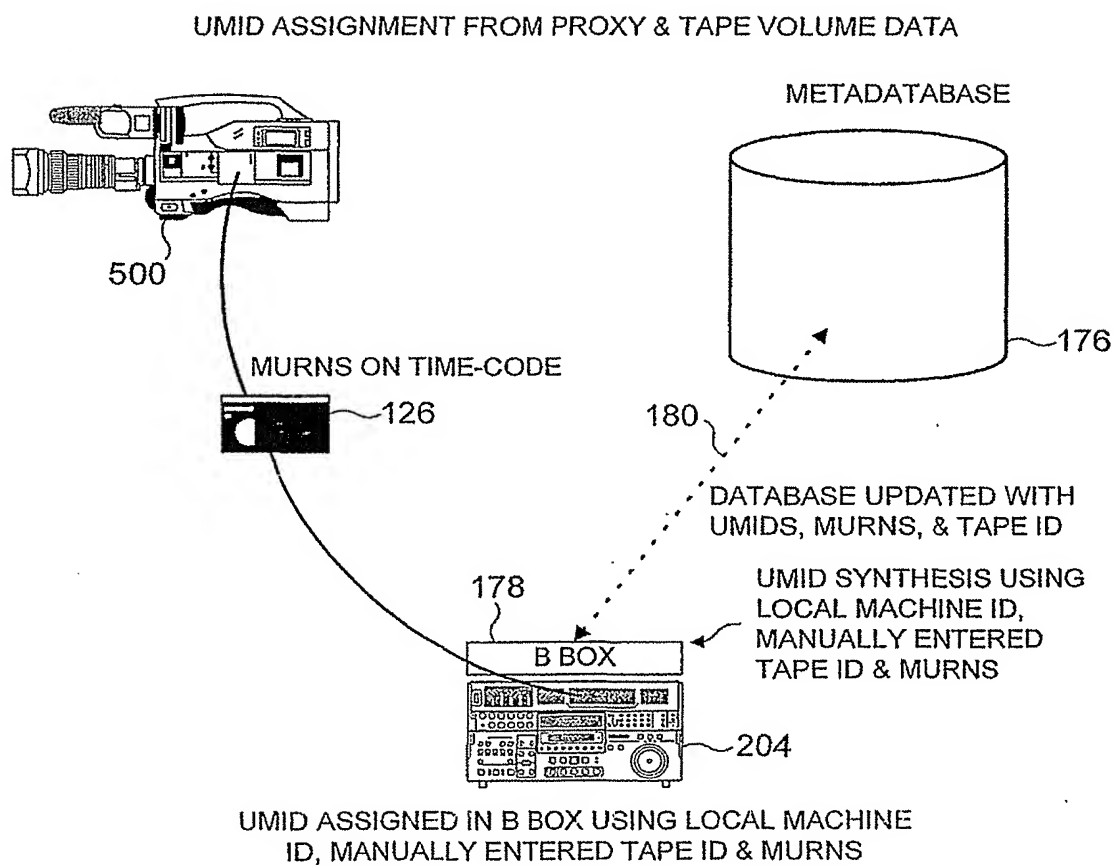 UMID ASSIGNMENT FROM PROXY & TAPE VOLUME DATA
METADATABASE
500
176
MURNS ON TIME-CODE
126
180
DATABASE UPDATED WITH
UMIDS, MURNS, & TAPE ID
178
UMID SYNTHESIS USING
LOCAL MACHINE ID,
MANUALLY ENTERED
TAPE ID & MURNS
B BOX
204
UMID ASSIGNED IN B BOX USING LOCAL MACHINE
ID, MANUALLY ENTERED TAPE ID & MURNS